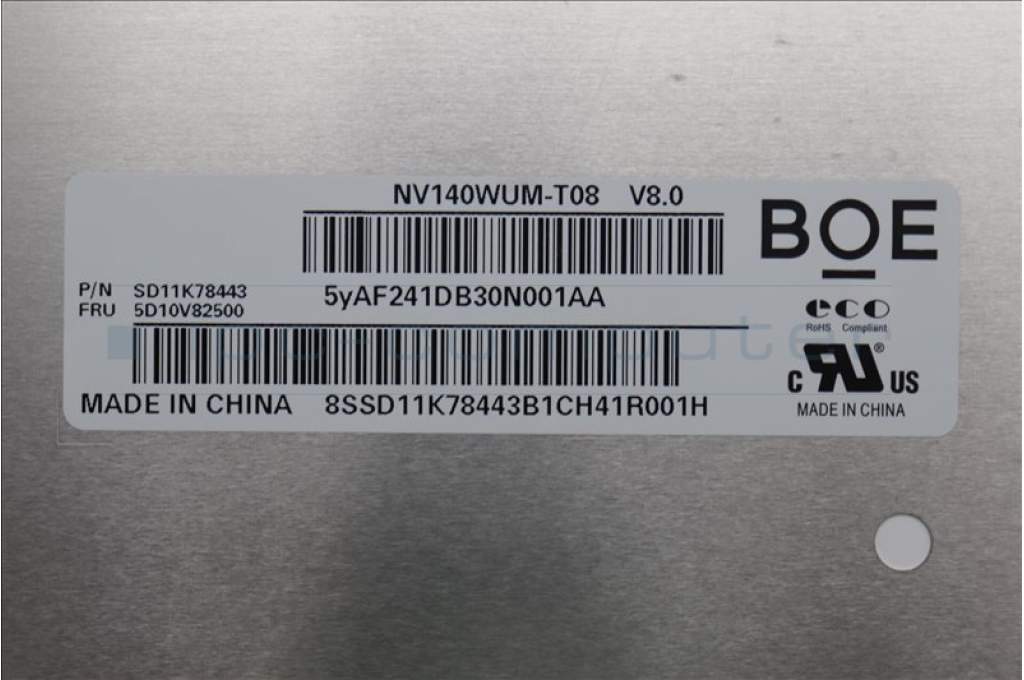 NV140WUM-T08 V8.0
BOE
P/N SD11K78443
FRU 5D10V82500
5yAF241DB30N001AA
eco
RoHS Compliant
c RU ® US
MADE IN CHINA
MADE IN CHINA 8SSD11K78443B1CH41R001H